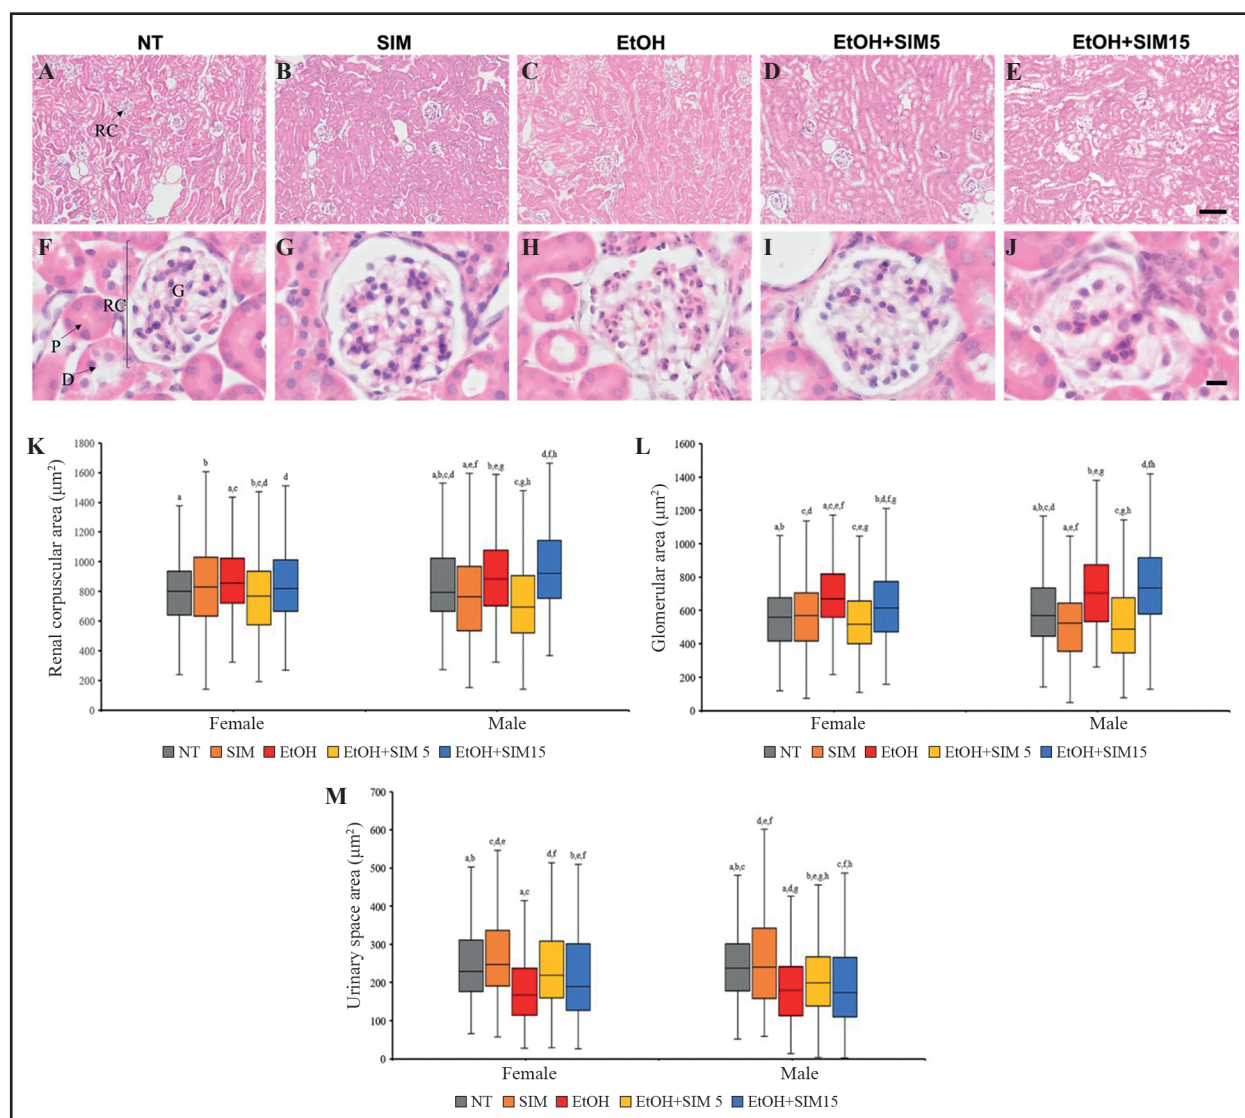 NT SIM EtOH EtOH+SIM5 EtOH+SIM15
A B C D E
RC
F G H I J
G
RC
P
D
K
Renal corpuscular area (μm²)
1800
1600
1400
1200
1000
800
600
400
200
0
a b a,c b,c,d d
a,b,c,d a,e,f b,e,g c,g,h d,f,h
Female Male
NT SIM EtOH EtOH+SIM 5 EtOH+SIM15
L
Glomerular area (μm²)
1600
1400
1200
1000
800
600
400
200
0
a,b c,d a,c,e,f c,e,g b,d,f,g
a,b,c,d a,e,f b,e,g c,g,h d,fh
Female Male
NT SIM EtOH EtOH+SIM 5 EtOH+SIM15
M
Urinary space area (μm²)
700
600
500
400
300
200
100
0
a,b c,d,e a,c d,f b,e,f
a,b,c d,e,f a,d,g b,e,g,h c,f,h
Female Male
NT SIM EtOH EtOH+SIM 5 EtOH+SIM15